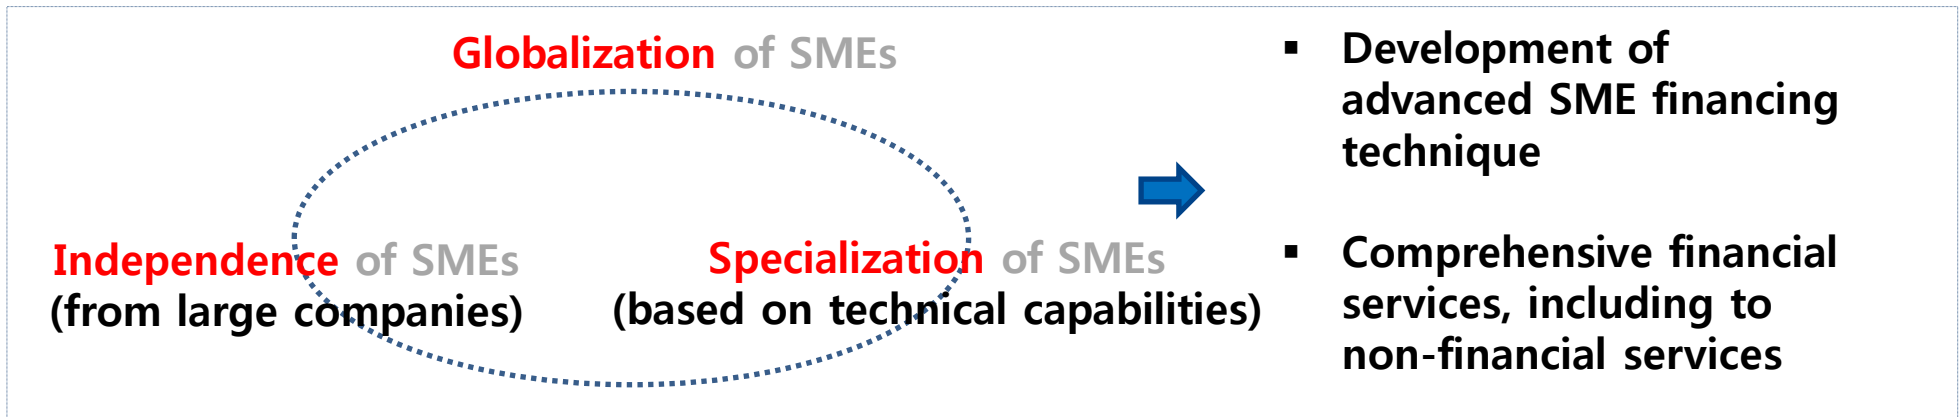 Globalization of SMEs
Independence of SMEs
(from large companies)
Specialization of SMEs
(based on technical capabilities)
▪ Development of
advanced SME financing
technique
▪ Comprehensive financial
services, including to
non-financial services